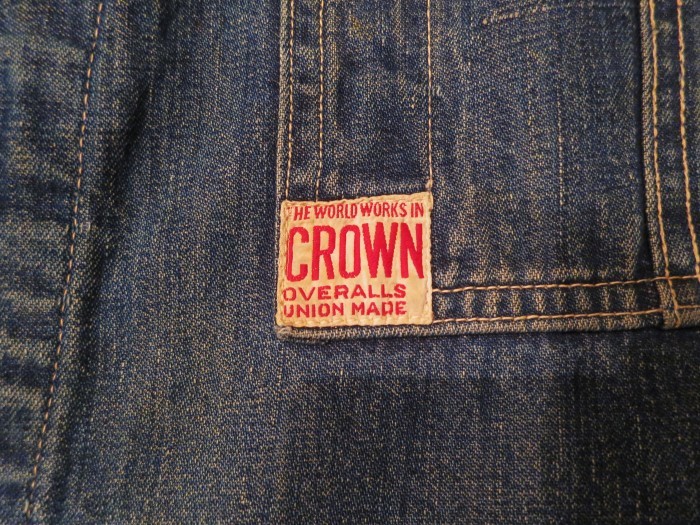 THE WORLD WORKS IN
CROWN
OVERALLS
UNION MADE